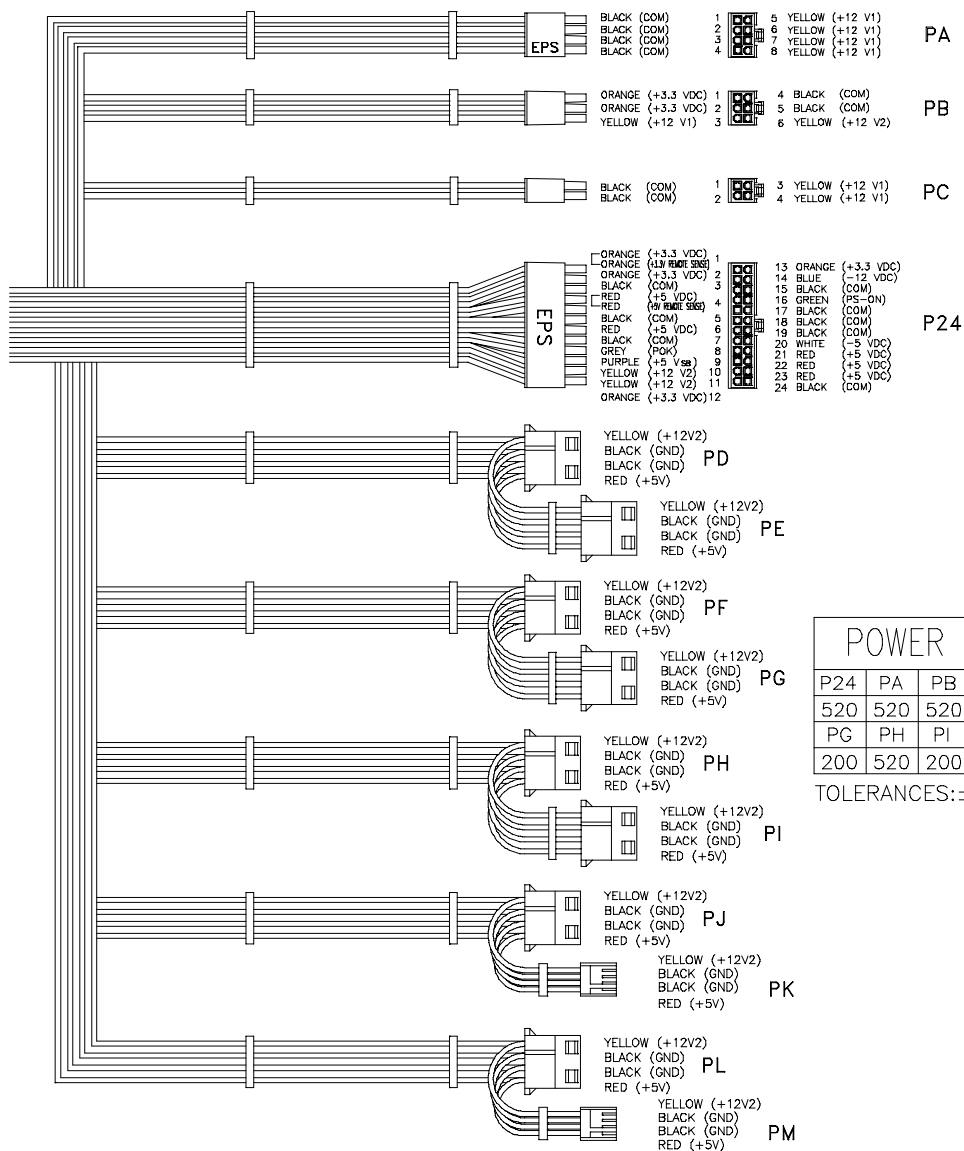 EPS
BLACK (COM) 1 5 YELLOW (+12 V1)
BLACK (COM) 2 6 YELLOW (+12 V1)
BLACK (COM) 3 7 YELLOW (+12 V1)
BLACK (COM) 4 8 YELLOW (+12 V1)
PA
ORANGE (+3.3 VDC) 1 4 BLACK (COM)
ORANGE (+3.3 VDC) 2 5 BLACK (COM)
YELLOW (+12 V1) 3 6 YELLOW (+12 V2)
PB
BLACK (COM) 1 3 YELLOW (+12 V1)
BLACK (COM) 2 4 YELLOW (+12 V1)
PC
EPS
ORANGE (+3.3 VDC) 1
ORANGE (+3.3V REMOTE SENSE)
ORANGE (+3.3 VDC) 2
BLACK (COM) 3
RED (+5 VDC) 4
RED (+5V REMOTE SENSE)
BLACK (COM) 5
RED (+5 VDC) 6
BLACK (COM) 7
GREY (POK) 8
PURPLE (+5 VSB) 9
YELLOW (+12 V2) 10
YELLOW (+12 V2) 11
ORANGE (+3.3 VDC) 12
13 ORANGE (+3.3 VDC)
14 BLUE (-12 VDC)
15 BLACK (COM)
16 GREEN (PS-ON)
17 BLACK (COM)
18 BLACK (COM)
19 BLACK (COM)
20 WHITE (-5 VDC)
21 RED (+5 VDC)
22 RED (+5 VDC)
23 RED (+5 VDC)
24 BLACK (COM)
P24
YELLOW (+12V2)
BLACK (GND)
BLACK (GND)
RED (+5V)
PD
YELLOW (+12V2)
BLACK (GND)
BLACK (GND)
RED (+5V)
PE
YELLOW (+12V2)
BLACK (GND)
BLACK (GND)
RED (+5V)
PF
YELLOW (+12V2)
BLACK (GND)
BLACK (GND)
RED (+5V)
PG
POWER
P24 PA PB
520 520 520
PG PH PI
200 520 200
TOLERANCES:
YELLOW (+12V2)
BLACK (GND)
BLACK (GND)
RED (+5V)
PH
YELLOW (+12V2)
BLACK (GND)
BLACK (GND)
RED (+5V)
PI
YELLOW (+12V2)
BLACK (GND)
BLACK (GND)
RED (+5V)
PJ
YELLOW (+12V2)
BLACK (GND)
BLACK (GND)
RED (+5V)
PK
YELLOW (+12V2)
BLACK (GND)
BLACK (GND)
RED (+5V)
PL
YELLOW (+12V2)
BLACK (GND)
BLACK (GND)
RED (+5V)
PM